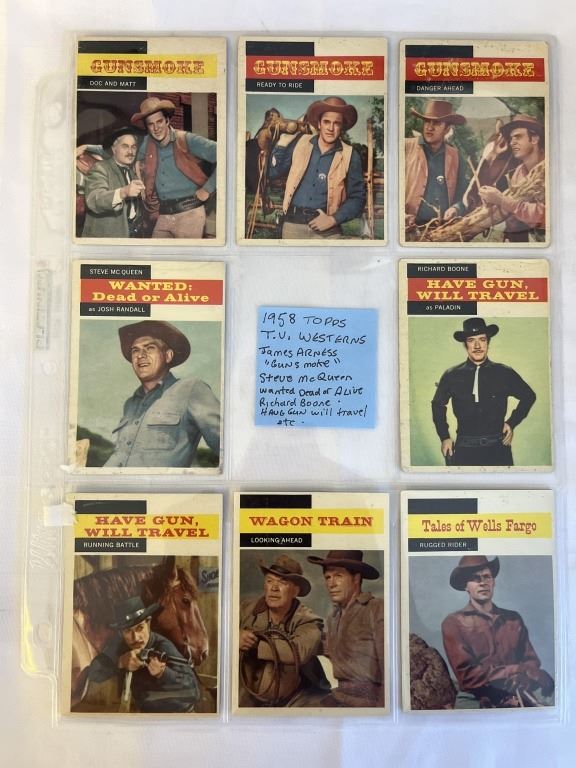 GUNSMOKE
DOC AND MATT
GUNSMOKE
READY TO RIDE
GUNSMOKE
DANGER AHEAD
STEVE MC QUEEN
WANTED:
Dead or Alive
as JOSH RANDALL
1958 TOPPS
T.V. WESTERNS
James ARNESS
"Gunsmoke"
Steve McQueen
wanted Dead or Alive
Richard Boone.
HAVE GUN will travel
etc.
RICHARD BOONE
HAVE GUN,
WILL TRAVEL
as PALADIN
HAVE GUN,
WILL TRAVEL
RUNNING BATTLE
WAGON TRAIN
LOOKING AHEAD
Tales of Wells Fargo
RUGGED RIDER